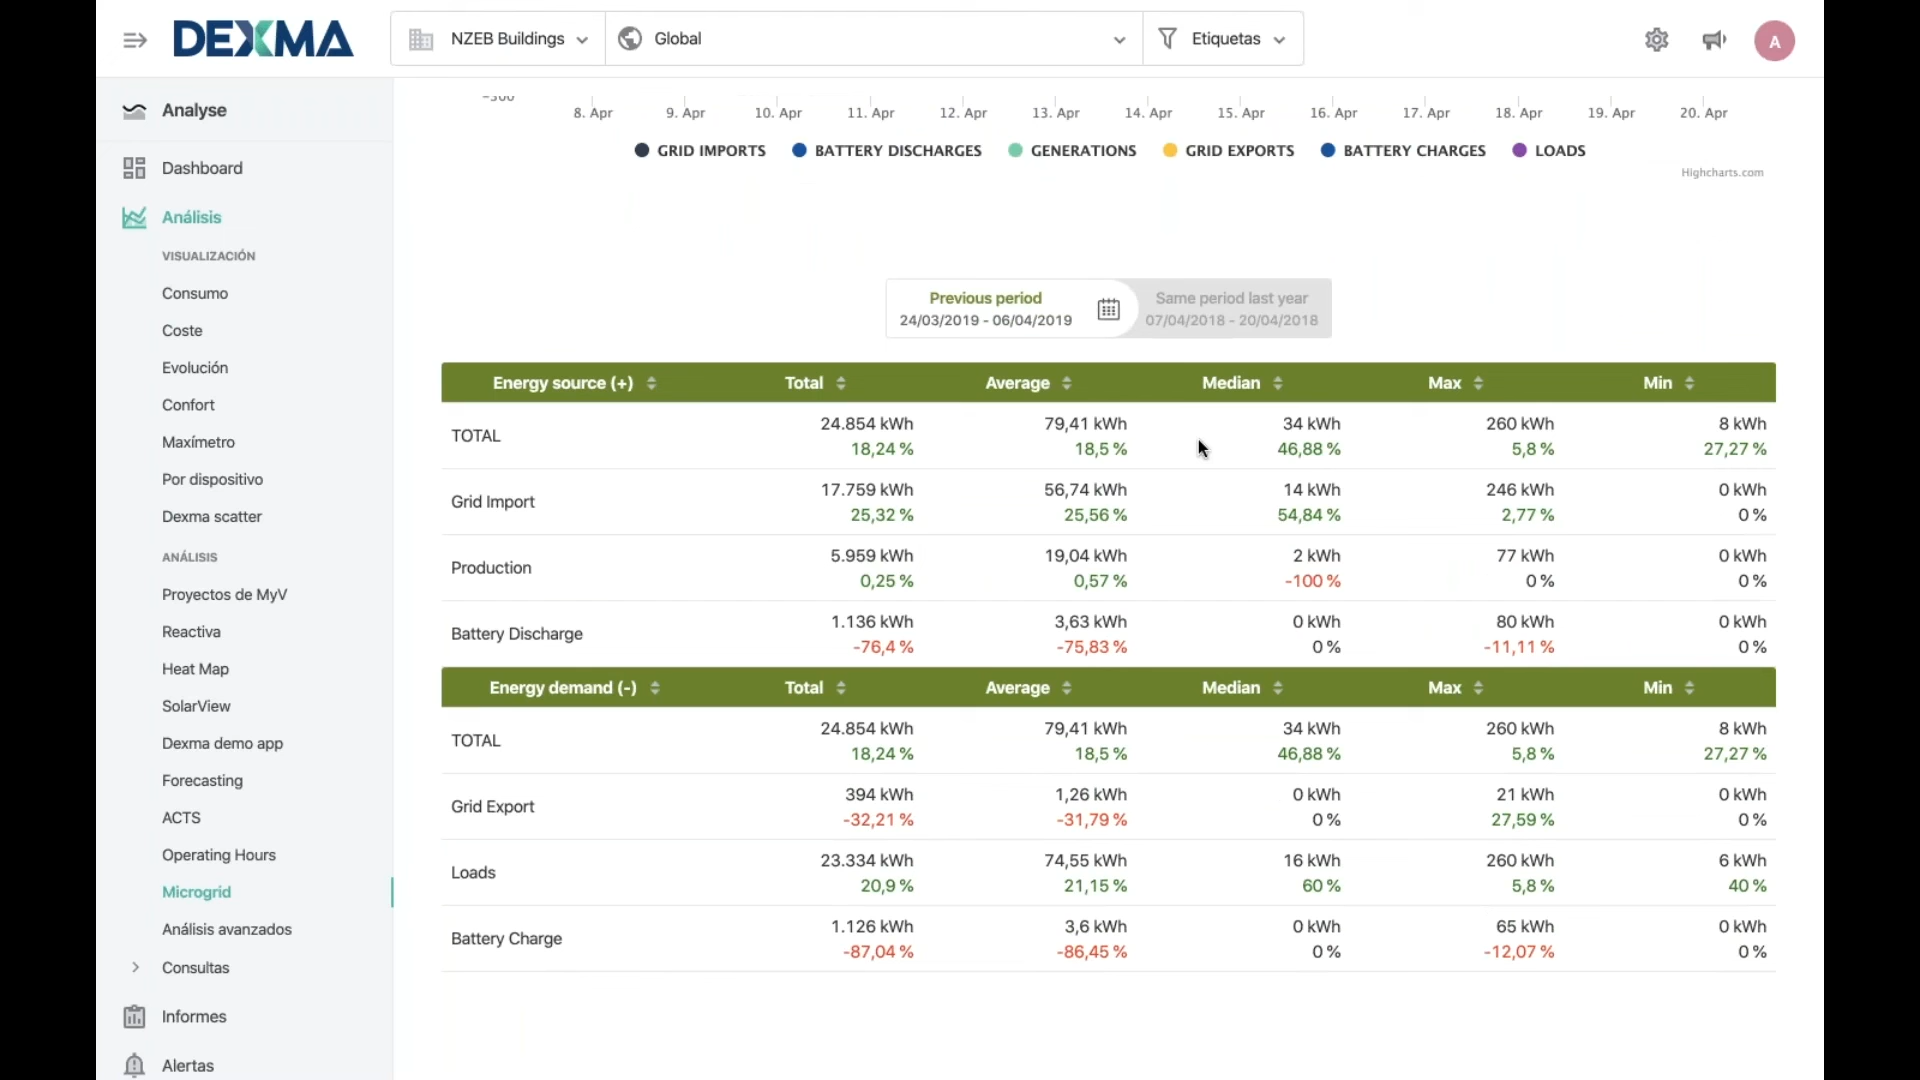 DEXMA
NZEB Buildings
Global
Etiquetas
A
Analyse
Dashboard
Análisis
VISUALIZACIÓN
Consumo
Coste
Evolución
Confort
Maxímetro
Por dispositivo
Dexma scatter
ANÁLISIS
Proyectos de MyV
Reactiva
Heat Map
SolarView
Dexma demo app
Forecasting
ACTS
Operating Hours
Microgrid
Análisis avanzados
Consultas
Informes
Alertas
-300
8. Apr 9. Apr 10. Apr 11. Apr 12. Apr 13. Apr 14. Apr 15. Apr 16. Apr 17. Apr 18. Apr 19. Apr 20. Apr
GRID IMPORTS BATTERY DISCHARGES GENERATIONS GRID EXPORTS BATTERY CHARGES LOADS
Highcharts.com
Previous period
24/03/2019 - 06/04/2019
Same period last year
07/04/2018 - 20/04/2018
Energy source (+) Total Average Median Max Min
TOTAL
24.854 kWh 79,41 kWh 34 kWh 260 kWh 8 kWh
18,24 % 18,5 % 46,88 % 5,8 % 27,27 %
Grid Import
17.759 kWh 56,74 kWh 14 kWh 246 kWh 0 kWh
25,32 % 25,56 % 54,84 % 2,77 % 0 %
Production
5.959 kWh 19,04 kWh 2 kWh 77 kWh 0 kWh
0,25 % 0,57 % -100 % 0 % 0 %
Battery Discharge
1.136 kWh 3,63 kWh 0 kWh 80 kWh 0 kWh
-76,4 % -75,83 % 0 % -11,11 % 0 %
Energy demand (-) Total Average Median Max Min
TOTAL
24.854 kWh 79,41 kWh 34 kWh 260 kWh 8 kWh
18,24 % 18,5 % 46,88 % 5,8 % 27,27 %
Grid Export
394 kWh 1,26 kWh 0 kWh 21 kWh 0 kWh
-32,21 % -31,79 % 0 % 27,59 % 0 %
Loads
23.334 kWh 74,55 kWh 16 kWh 260 kWh 6 kWh
20,9 % 21,15 % 60 % 5,8 % 40 %
Battery Charge
1.126 kWh 3,6 kWh 0 kWh 65 kWh 0 kWh
-87,04 % -86,45 % 0 % -12,07 % 0 %